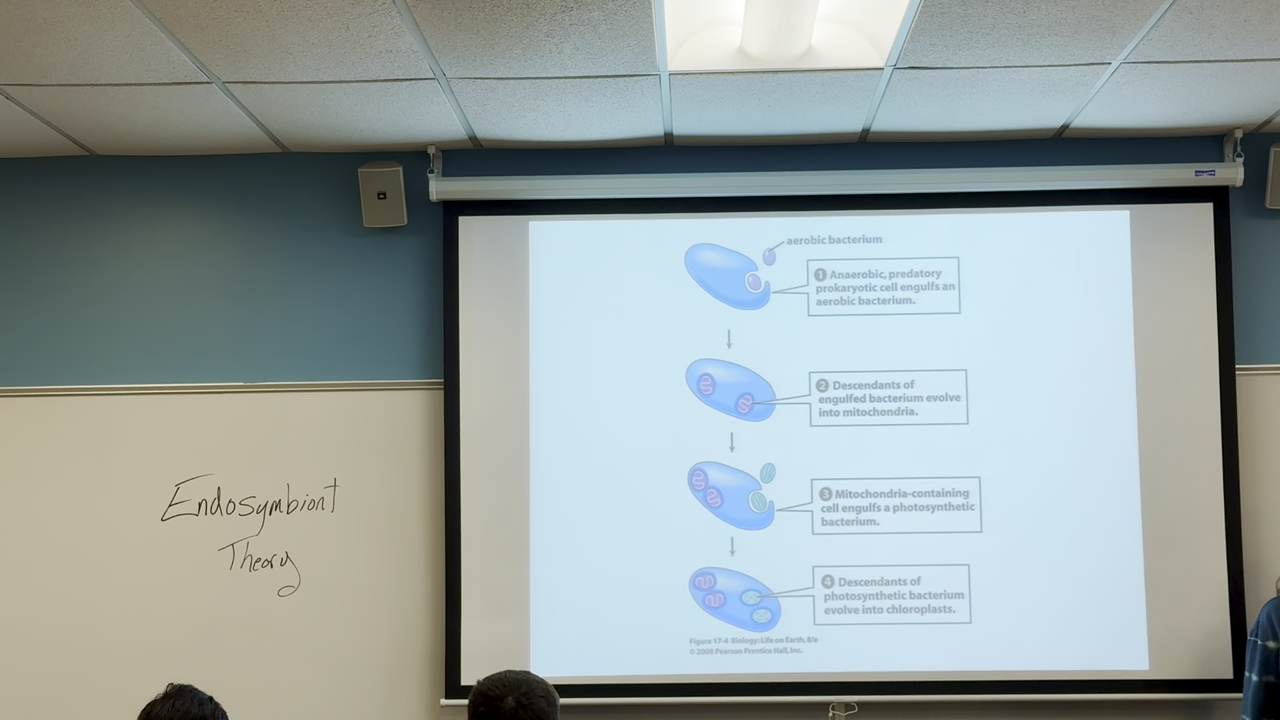 aerobic bacterium
1 Anaerobic, predatory
prokaryotic cell engulfs an
aerobic bacterium.
2 Descendants of
engulfed bacterium evolve
into mitochondria.
3 Mitochondria-containing
cell engulfs a photosynthetic
bacterium.
4 Descendants of
photosynthetic bacterium
evolve into chloroplasts.
Figure 17-4 Biology: Life on Earth, 8/e
© 2008 Pearson Prentice Hall, Inc.
Endosymbiont
Theory